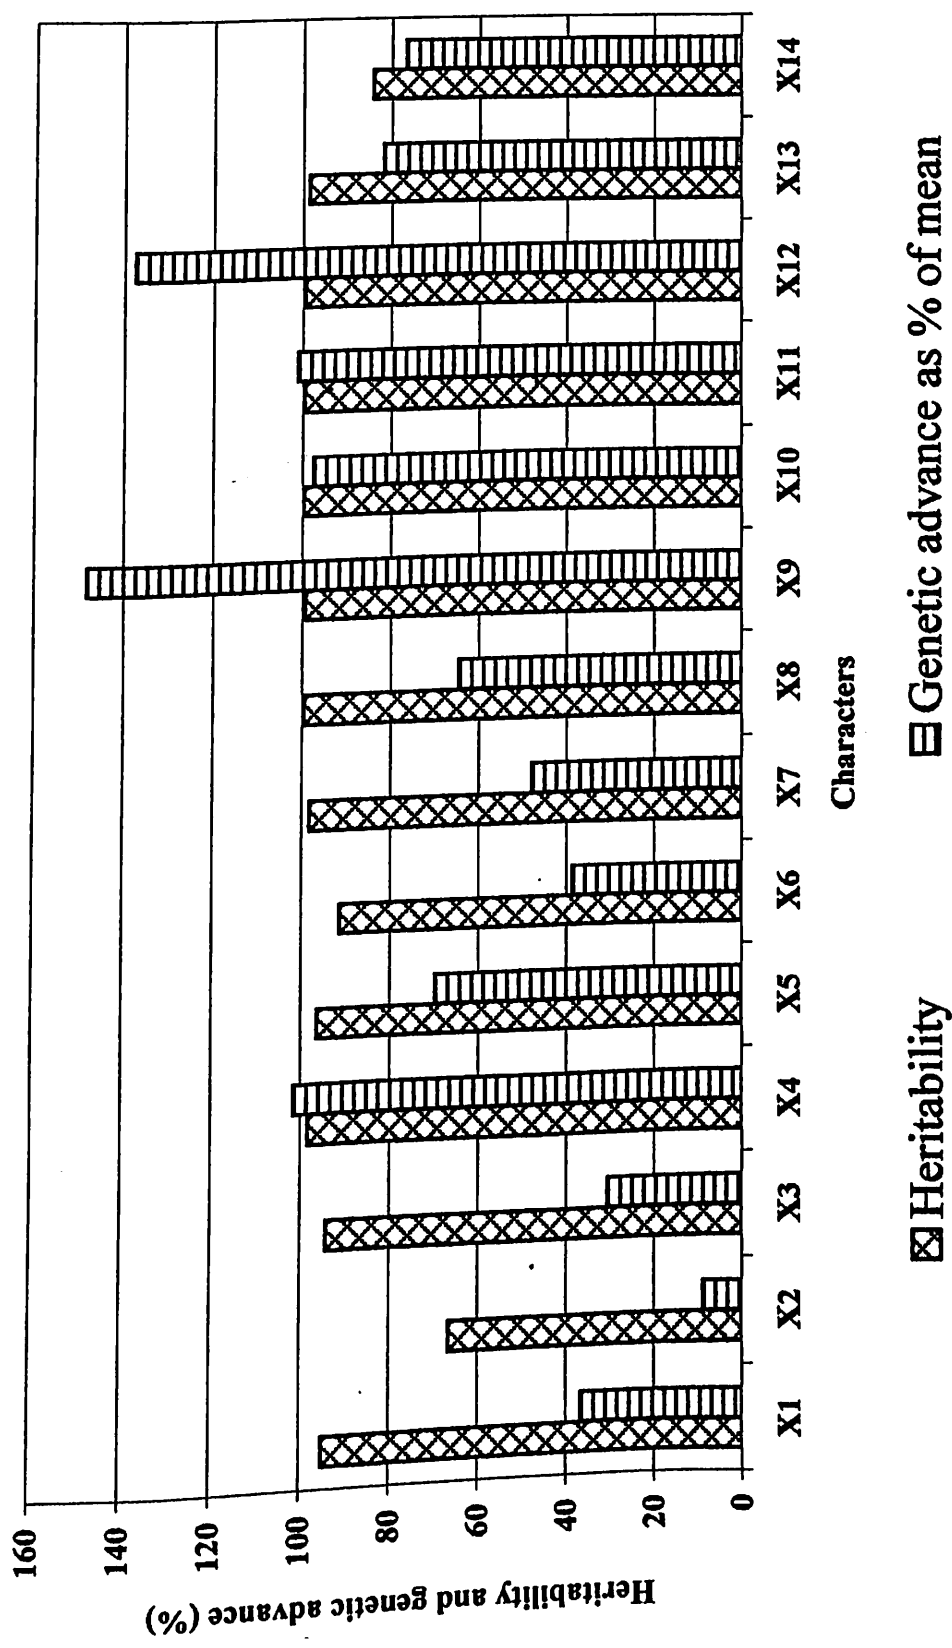 Heritability and genetic advance (%)
160
140
120
100
80
60
40
20
0
X1 X2 X3 X4 X5 X6 X7 X8 X9 X10 X11 X12 X13 X14
Characters
Heritability
Genetic advance as % of mean